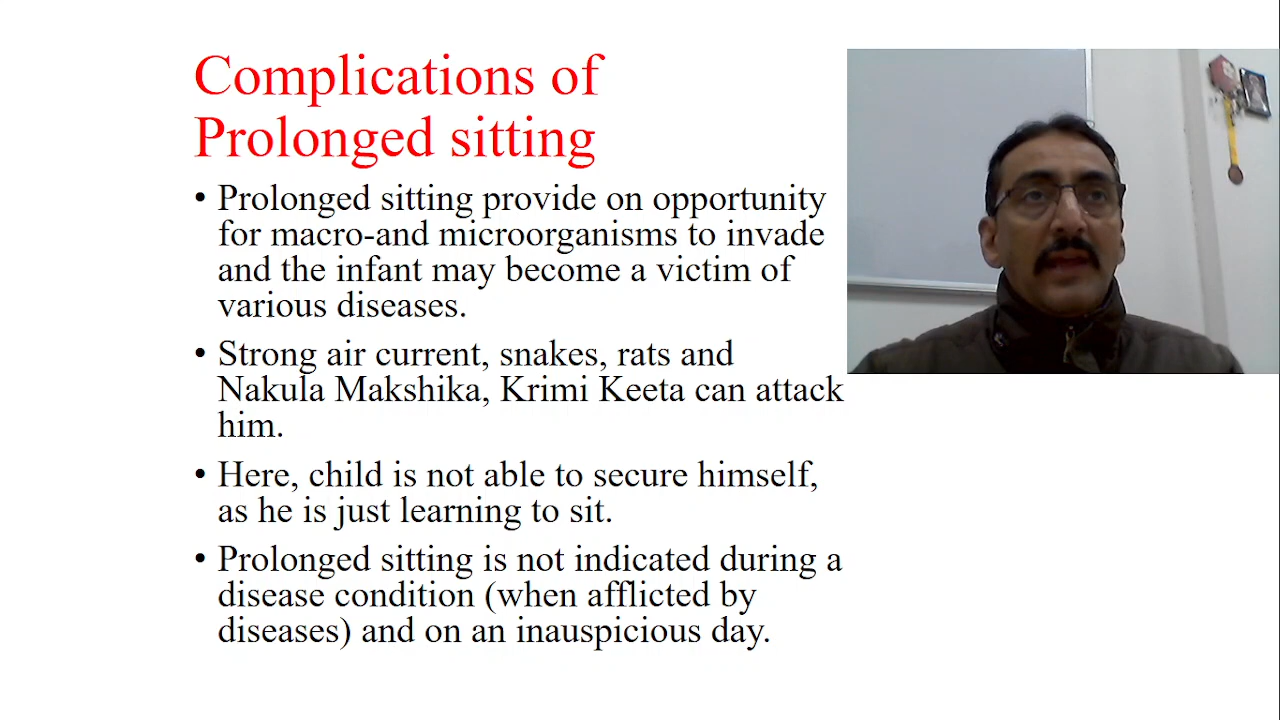 Complications of
Prolonged sitting
• Prolonged sitting provide on opportunity
for macro-and microorganisms to invade
and the infant may become a victim of
various diseases.
• Strong air current, snakes, rats and
Nakula Makshika, Krimi Keeta can attack
him.
• Here, child is not able to secure himself,
as he is just learning to sit.
• Prolonged sitting is not indicated during a
disease condition (when afflicted by
diseases) and on an inauspicious day.